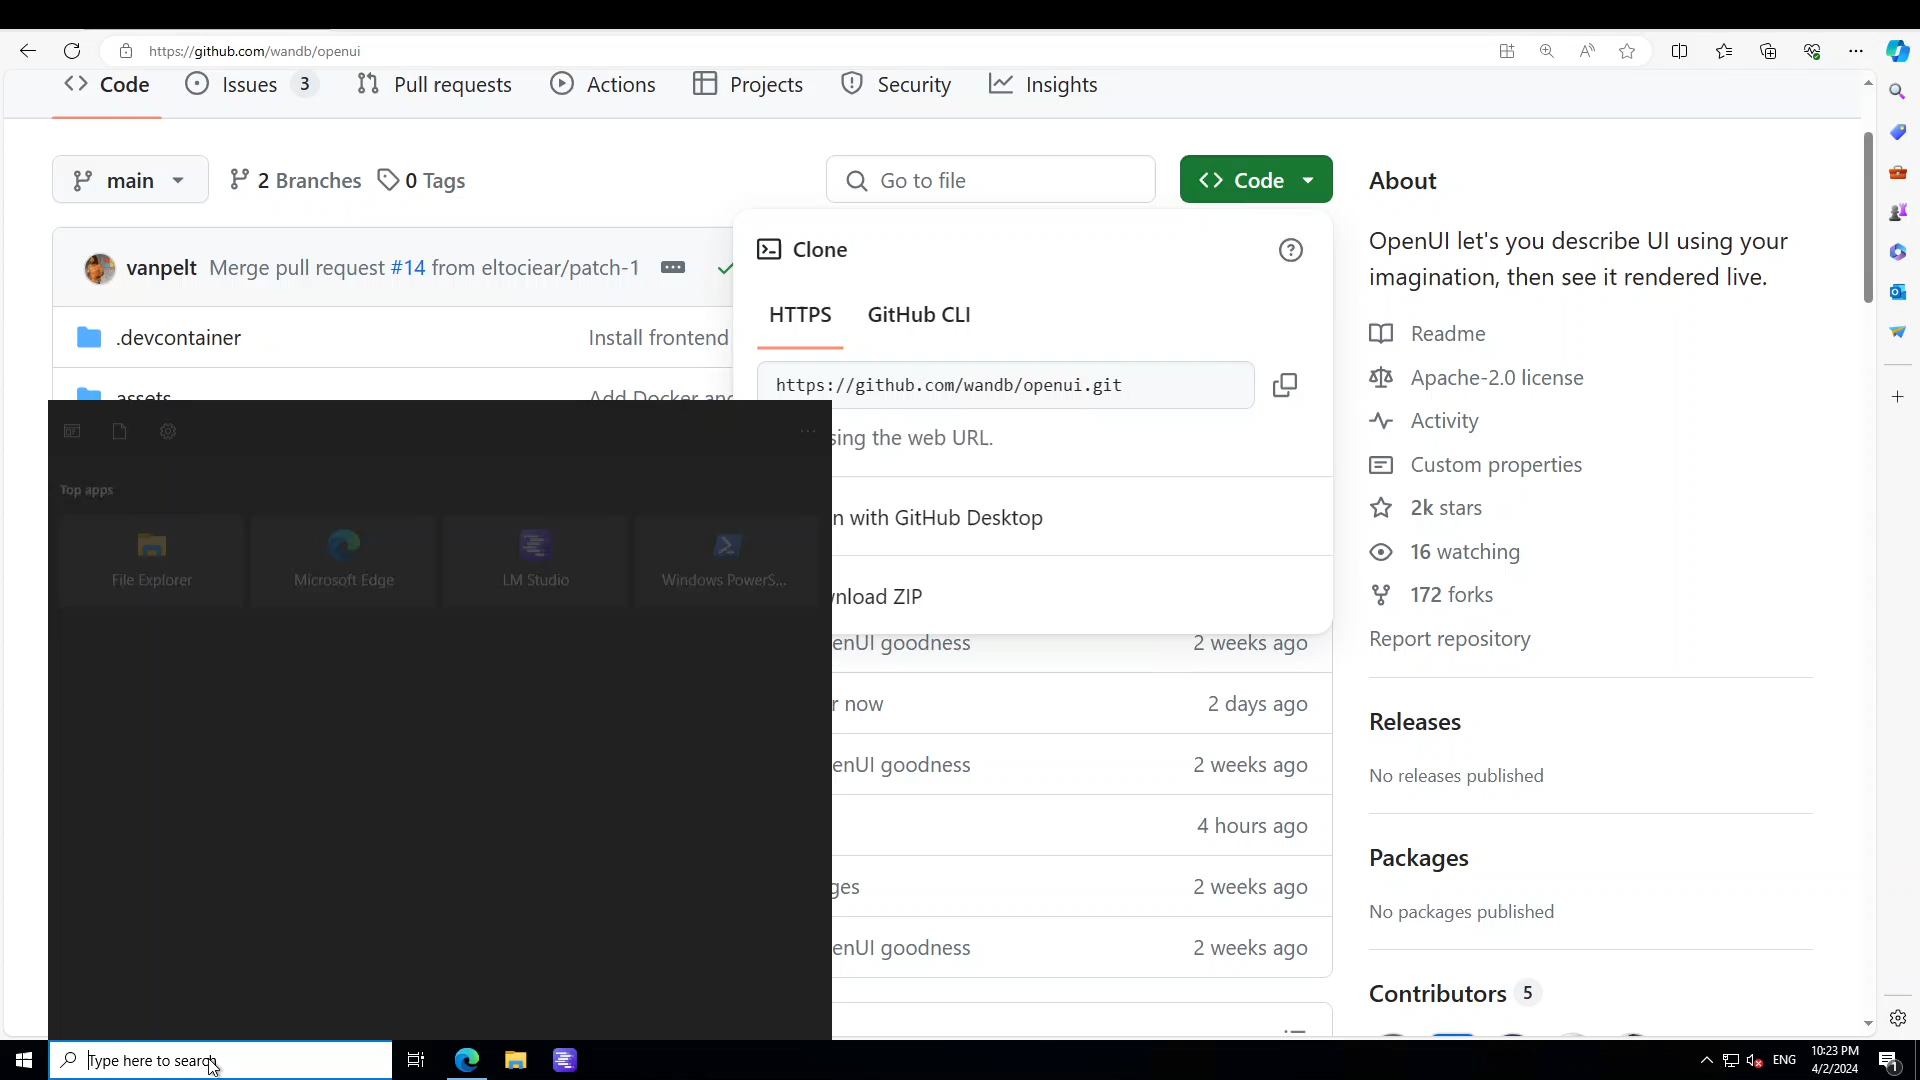 https://github.com/wandb/openui
Code
Issues 3
Pull requests
Actions
Projects
Security
Insights
main
2 Branches
0 Tags
Go to file
Code
About
OpenUI let's you describe UI using your
imagination, then see it rendered live.
vanpelt Merge pull request #14 from eltociear/patch-1
Clone
HTTPS
GitHub CLI
https://github.com/wandb/openui.git
sing the web URL.
n with GitHub Desktop
nload ZIP
.devcontainer
Install frontend
assets
Add Docker and
Top apps
File Explorer
Microsoft Edge
LM Studio
Windows PowerS...
enUI goodness 2 weeks ago
r now 2 days ago
enUI goodness 2 weeks ago
4 hours ago
ges 2 weeks ago
enUI goodness 2 weeks ago
Readme
Apache-2.0 license
Activity
Custom properties
2k stars
16 watching
172 forks
Report repository
Releases
No releases published
Packages
No packages published
Contributors 5
Type here to search
ENG
10:23 PM
4/2/2024
1